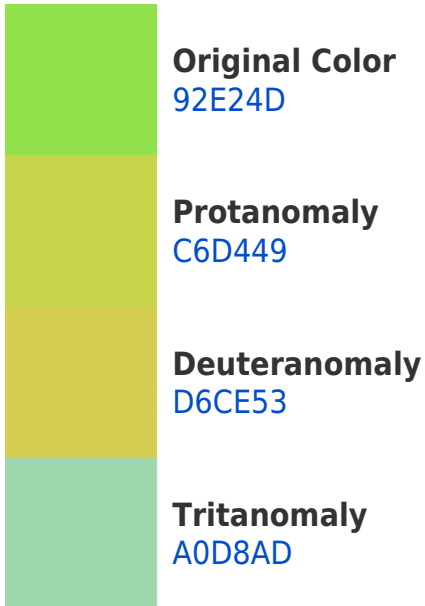 Original Color
92E24D
Protanomaly
C6D449
Deuteranomaly
D6CE53
Tritanomaly
A0D8AD